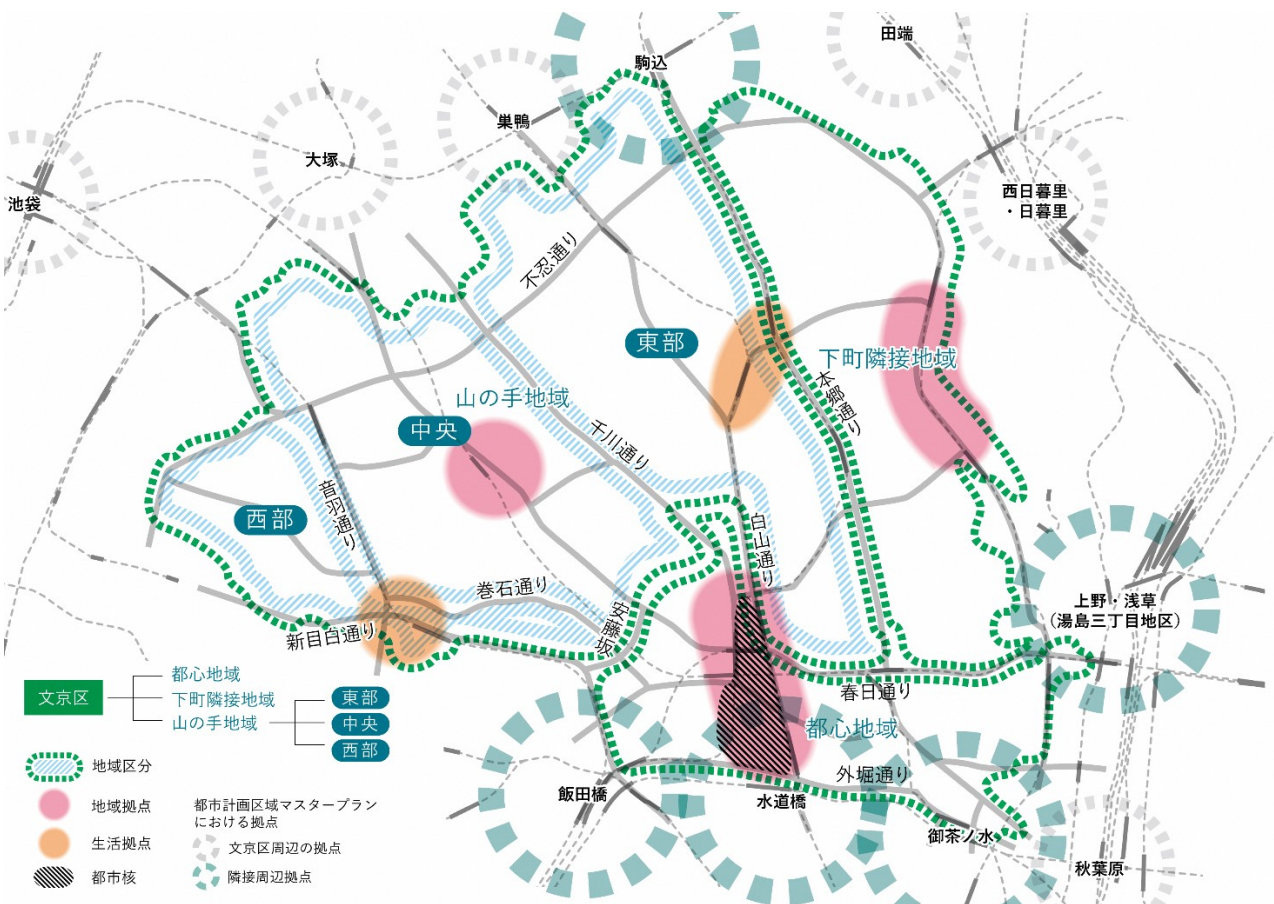 田端
駒込
巣鴨
大塚
西日暮里
・日暮里
池袋
不忍通り
東部
下町隣接地域
本郷通り
山の手地域
中央
千川通り
音羽通り
西部
白山通り
巻石通り
安藤坂
上野・浅草
(湯島三丁目地区)
新目白通り
春日通り
都心地域
外堀通り
飯田橋
水道橋
御茶ノ水
秋葉原
文京区
都心地域
下町隣接地域
山の手地域
東部
中央
西部
地域区分
地域拠点
生活拠点
都市核
都市計画区域マスタープラン
における拠点
文京区周辺の拠点
隣接周辺拠点